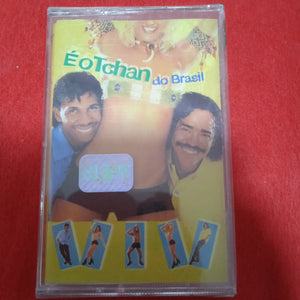 É o Tchan
do Brasil